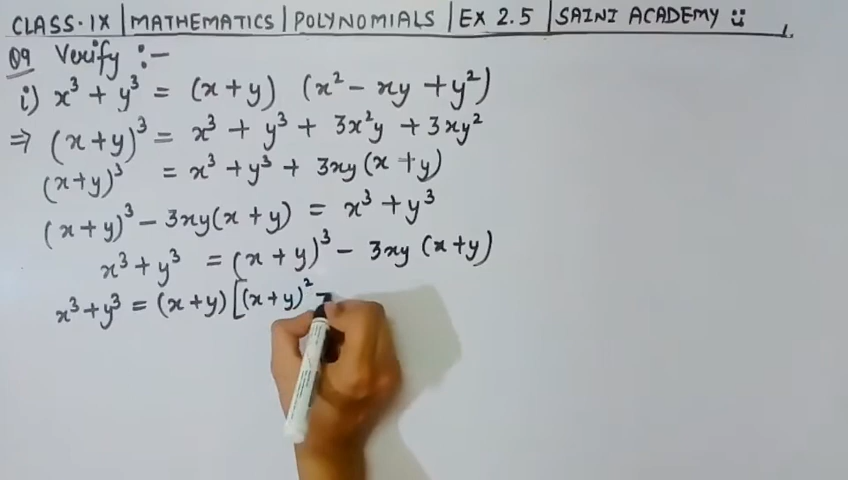 CLASS-IX | MATHEMATICS | POLYNOMIALS | EX 2.5 | SAINI ACADEMY
Q9 Verify :-
i) x³ + y³ = (x+y) (x² - xy + y²)
⇒ (x+y)³ = x³ + y³ + 3x²y + 3xy²
(x+y)³ = x³ + y³ + 3xy(x+y)
(x+y)³ - 3xy(x+y) = x³ + y³
x³ + y³ = (x+y)³ - 3xy (x+y)
x³ + y³ = (x+y) [(x+y)² -